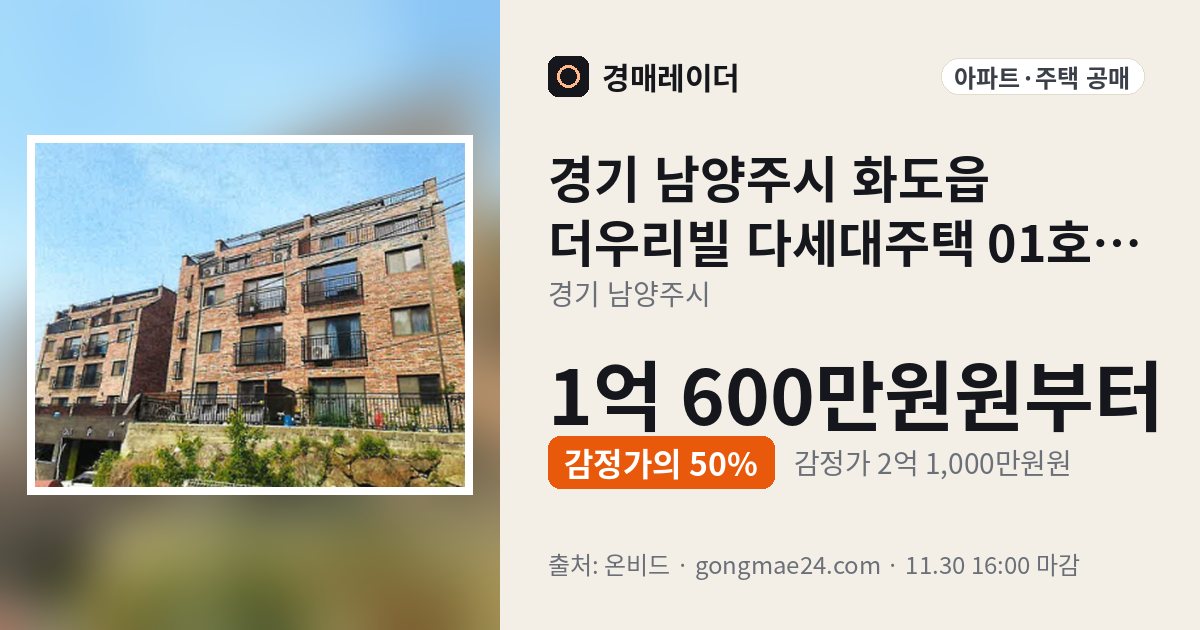 경매레이더
아파트·주택 공매
경기 남양주시 화도읍
더우리빌 다세대주택 01호…
경기 남양주시
1억 600만원원부터
감정가의 50%
감정가 2억 1,000만원원
출처: 온비드 · gongmae24.com · 11.30 16:00 마감